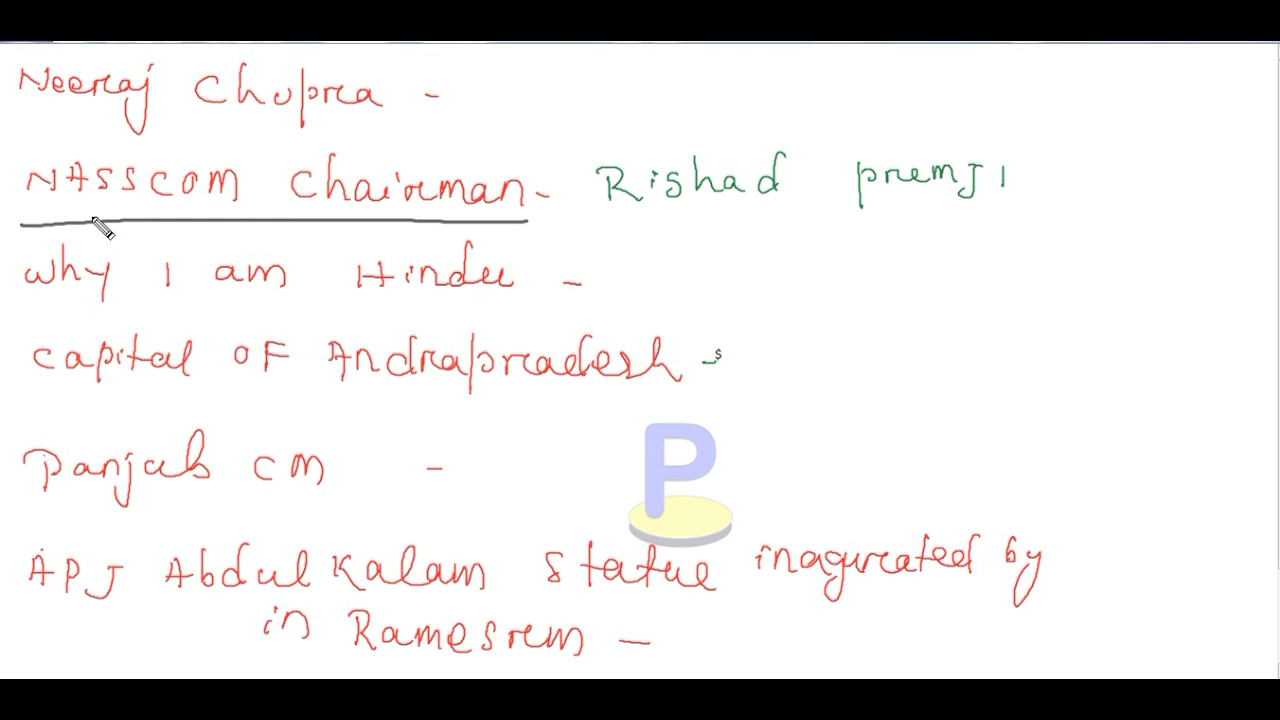 Neeraj Chopra -
NASSCOM Chairman - Rishad premJI
Why I am Hindu -
Capital OF Andrapradesh -s
Panjab CM -
APJ Abdul Kalam Statue inagurated by
in Ramesrem -
P